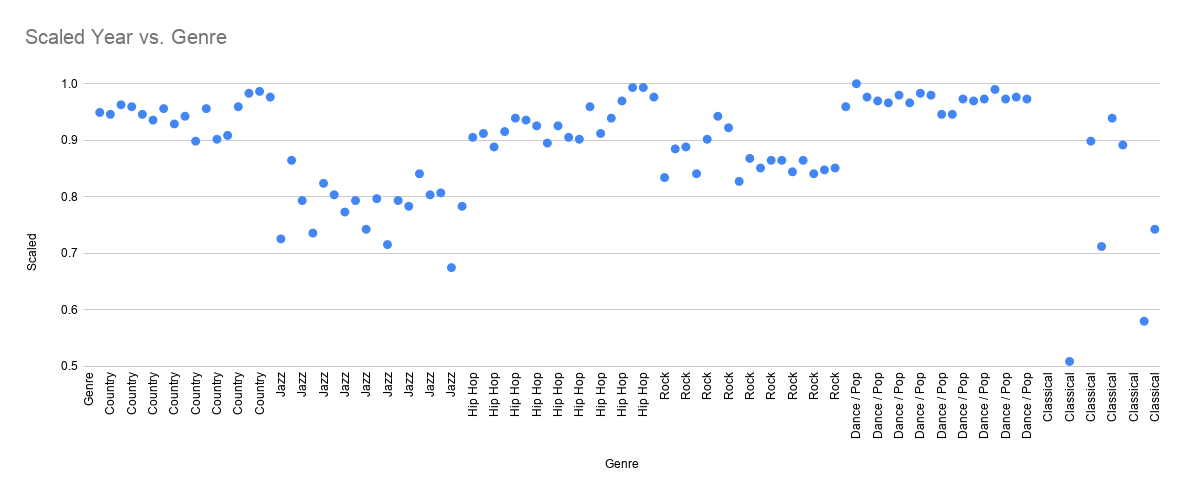 Scaled Year vs. Genre
1.0
0.9
0.8
0.7
0.6
0.5
Scaled
Genre
Country
Country
Country
Country
Country
Country
Country
Country
Jazz
Jazz
Jazz
Jazz
Jazz
Jazz
Jazz
Jazz
Jazz
Hip Hop
Hip Hop
Hip Hop
Hip Hop
Hip Hop
Hip Hop
Hip Hop
Hip Hop
Hip Hop
Rock
Rock
Rock
Rock
Rock
Rock
Rock
Rock
Rock
Dance / Pop
Dance / Pop
Dance / Pop
Dance / Pop
Dance / Pop
Dance / Pop
Dance / Pop
Dance / Pop
Dance / Pop
Classical
Classical
Classical
Classical
Classical
Classical
Genre